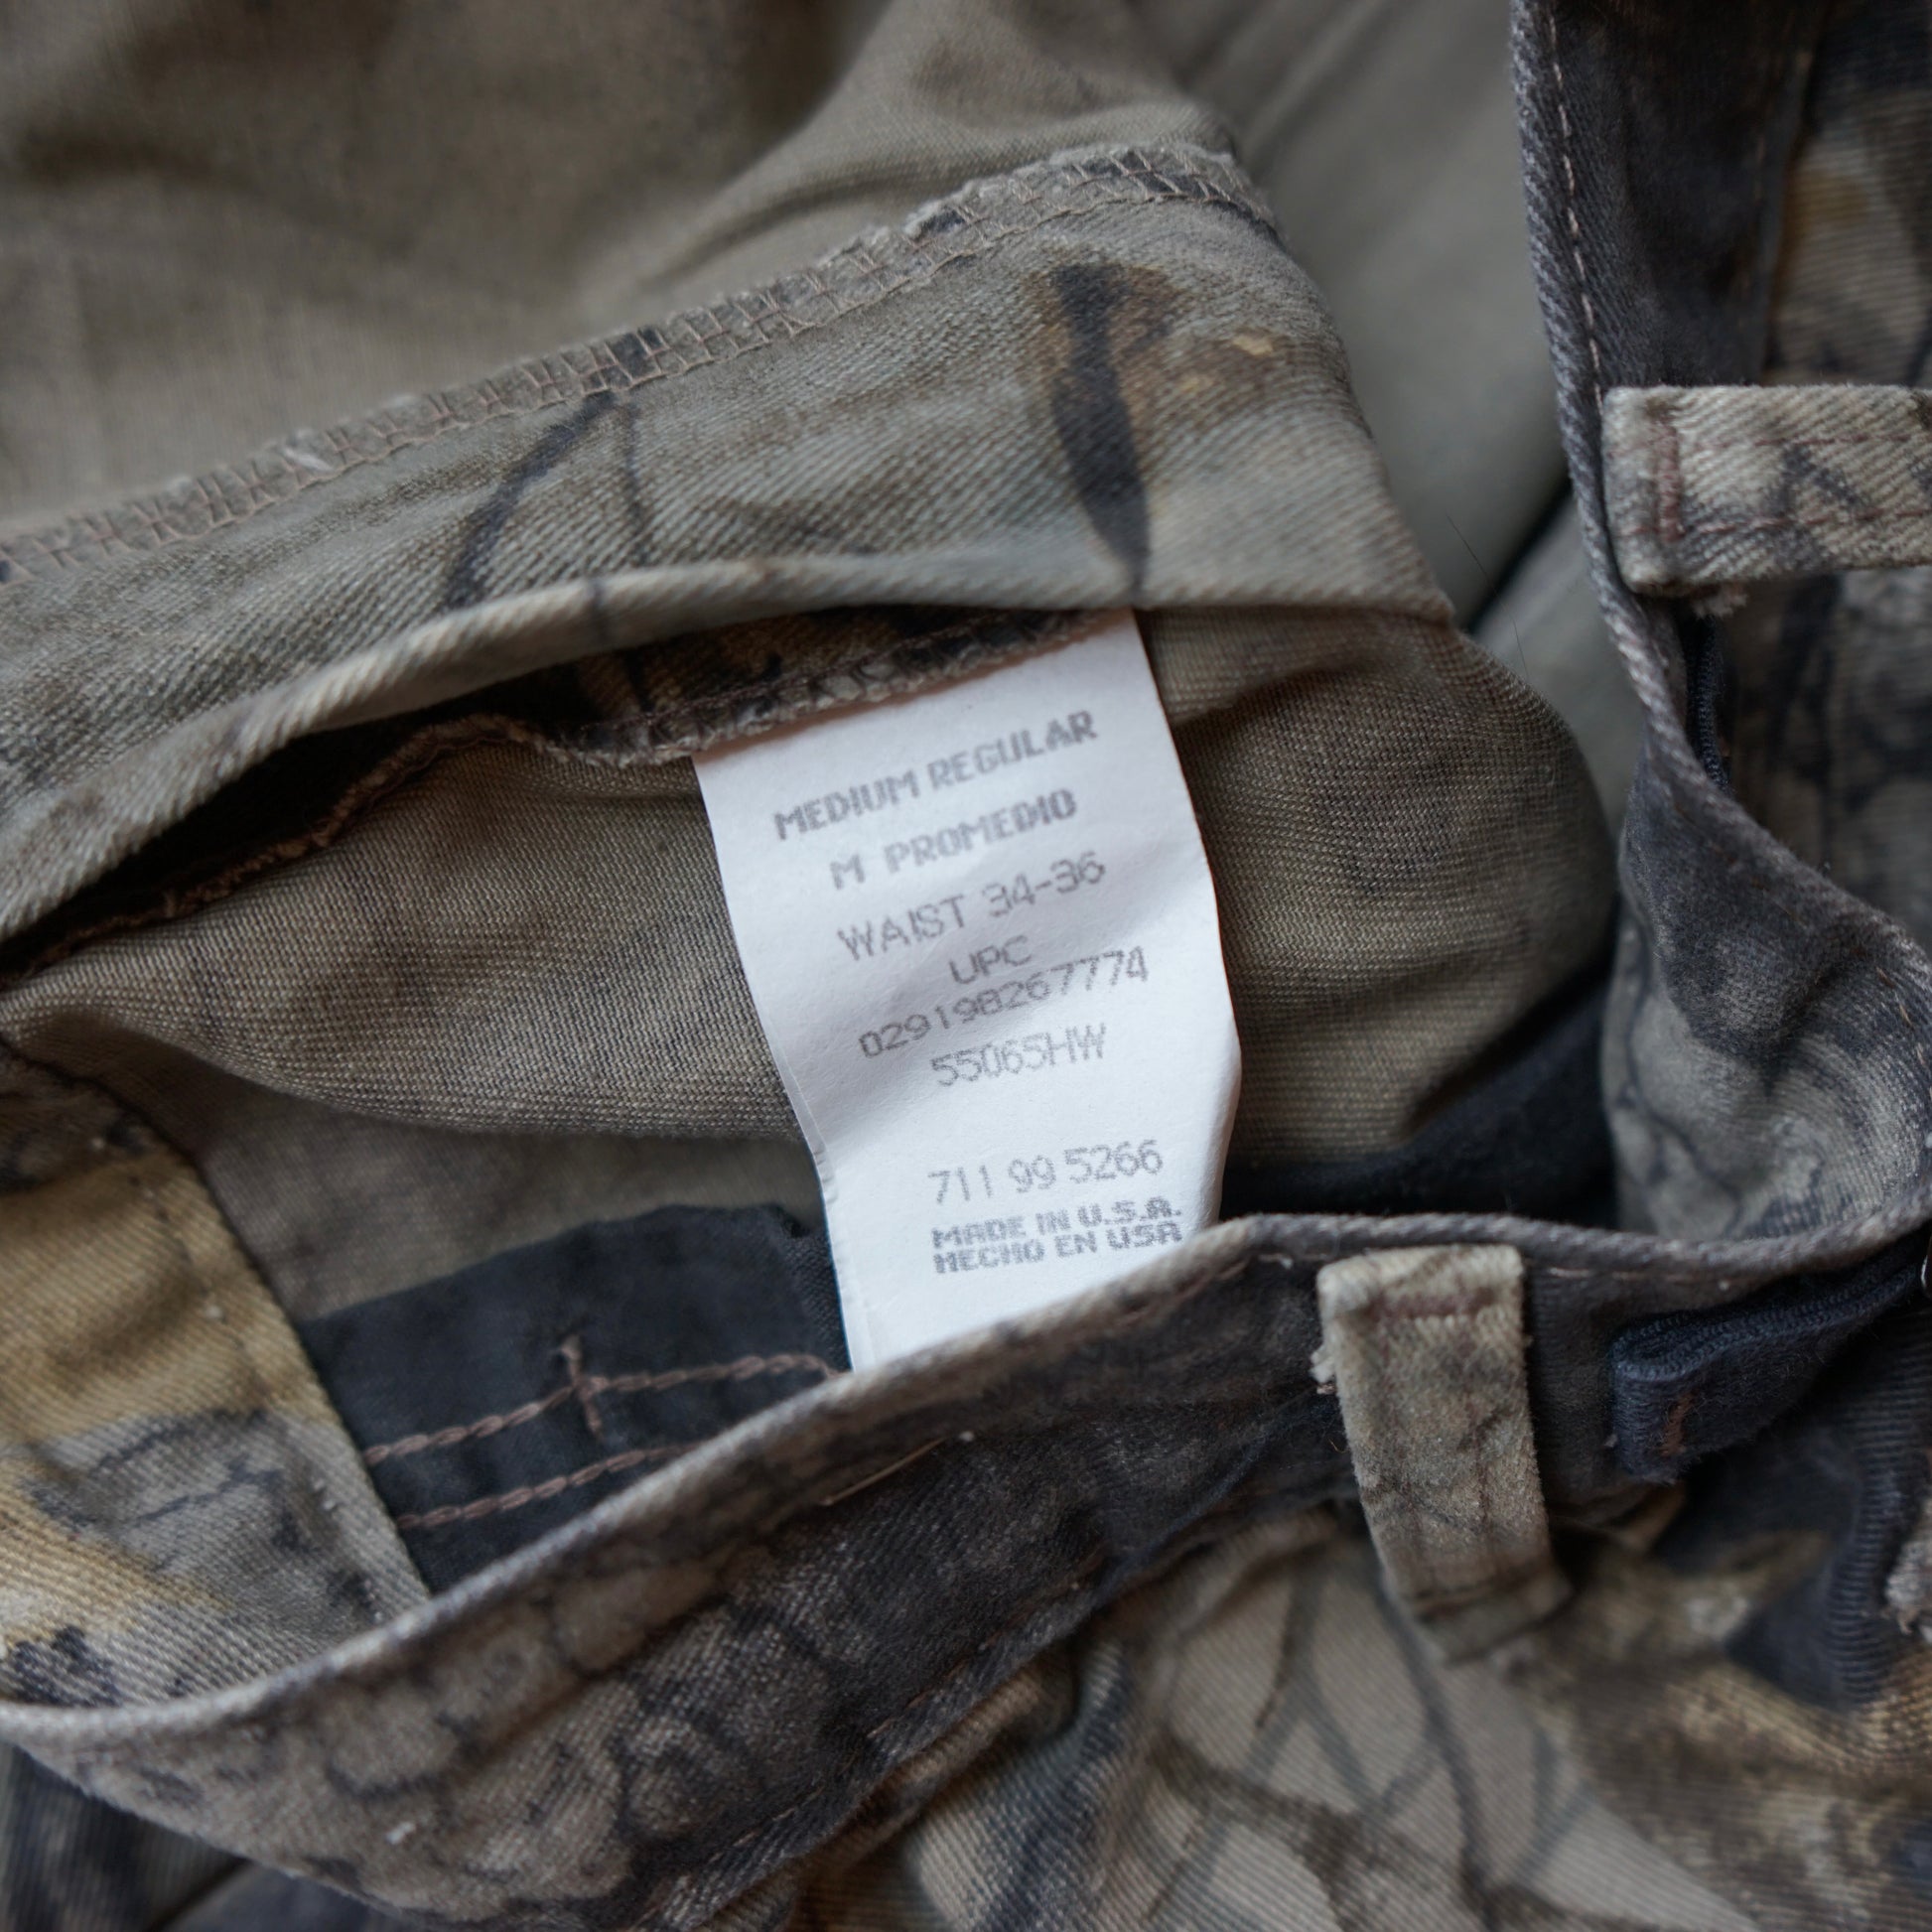 MEDIUM REGULAR
M PROMEDIO
WAIST 34-36
UPC
029198267774
55065HW
711 99 5266
MADE IN U.S.A.
HECHO EN USA